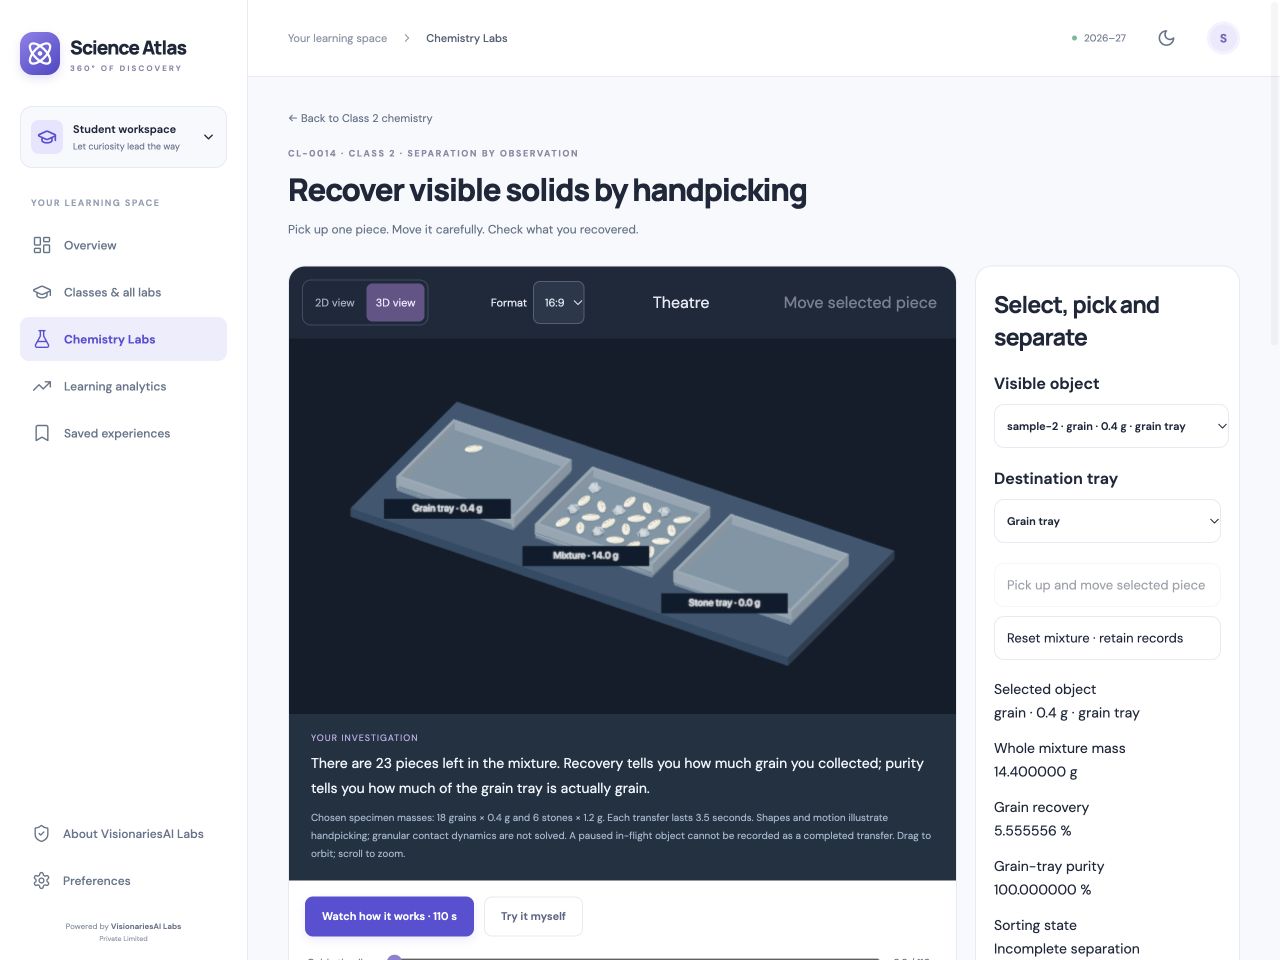 Science Atlas
360° OF DISCOVERY
Student workspace
Let curiosity lead the way
YOUR LEARNING SPACE
Overview
Classes & all labs
Chemistry Labs
Learning analytics
Saved experiences
About VisionariesAI Labs
Preferences
Powered by VisionariesAI Labs
Private Limited
Your learning space > Chemistry Labs
2026–27
S
← Back to Class 2 chemistry
CL-0014 · CLASS 2 · SEPARATION BY OBSERVATION
Recover visible solids by handpicking
Pick up one piece. Move it carefully. Check what you recovered.
2D view
3D view
Format
16:9
Theatre
Move selected piece
Grain tray · 0.4 g
Mixture · 14.0 g
Stone tray · 0.0 g
YOUR INVESTIGATION
There are 23 pieces left in the mixture. Recovery tells you how much grain you collected; purity
tells you how much of the grain tray is actually grain.
Chosen specimen masses: 18 grains × 0.4 g and 6 stones × 1.2 g. Each transfer lasts 3.5 seconds. Shapes and motion illustrate
handpicking; granular contact dynamics are not solved. A paused in-flight object cannot be recorded as a completed transfer. Drag to
orbit; scroll to zoom.
Watch how it works · 110 s
Try it myself
Select, pick and
separate
Visible object
sample-2 · grain · 0.4 g · grain tray
Destination tray
Grain tray
Pick up and move selected piece
Reset mixture · retain records
Selected object
grain · 0.4 g · grain tray
Whole mixture mass
14.400000 g
Grain recovery
5.555556 %
Grain-tray purity
100.000000 %
Sorting state
Incomplete separation